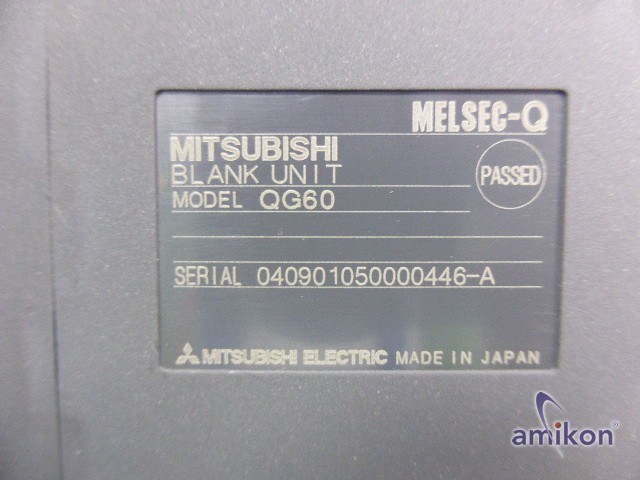 MELSEC-Q
MITSUBISHI
BLANK UNIT
PASSED
MODEL QG60
SERIAL 040901050000446-A
MITSUBISHI ELECTRIC MADE IN JAPAN
amikon